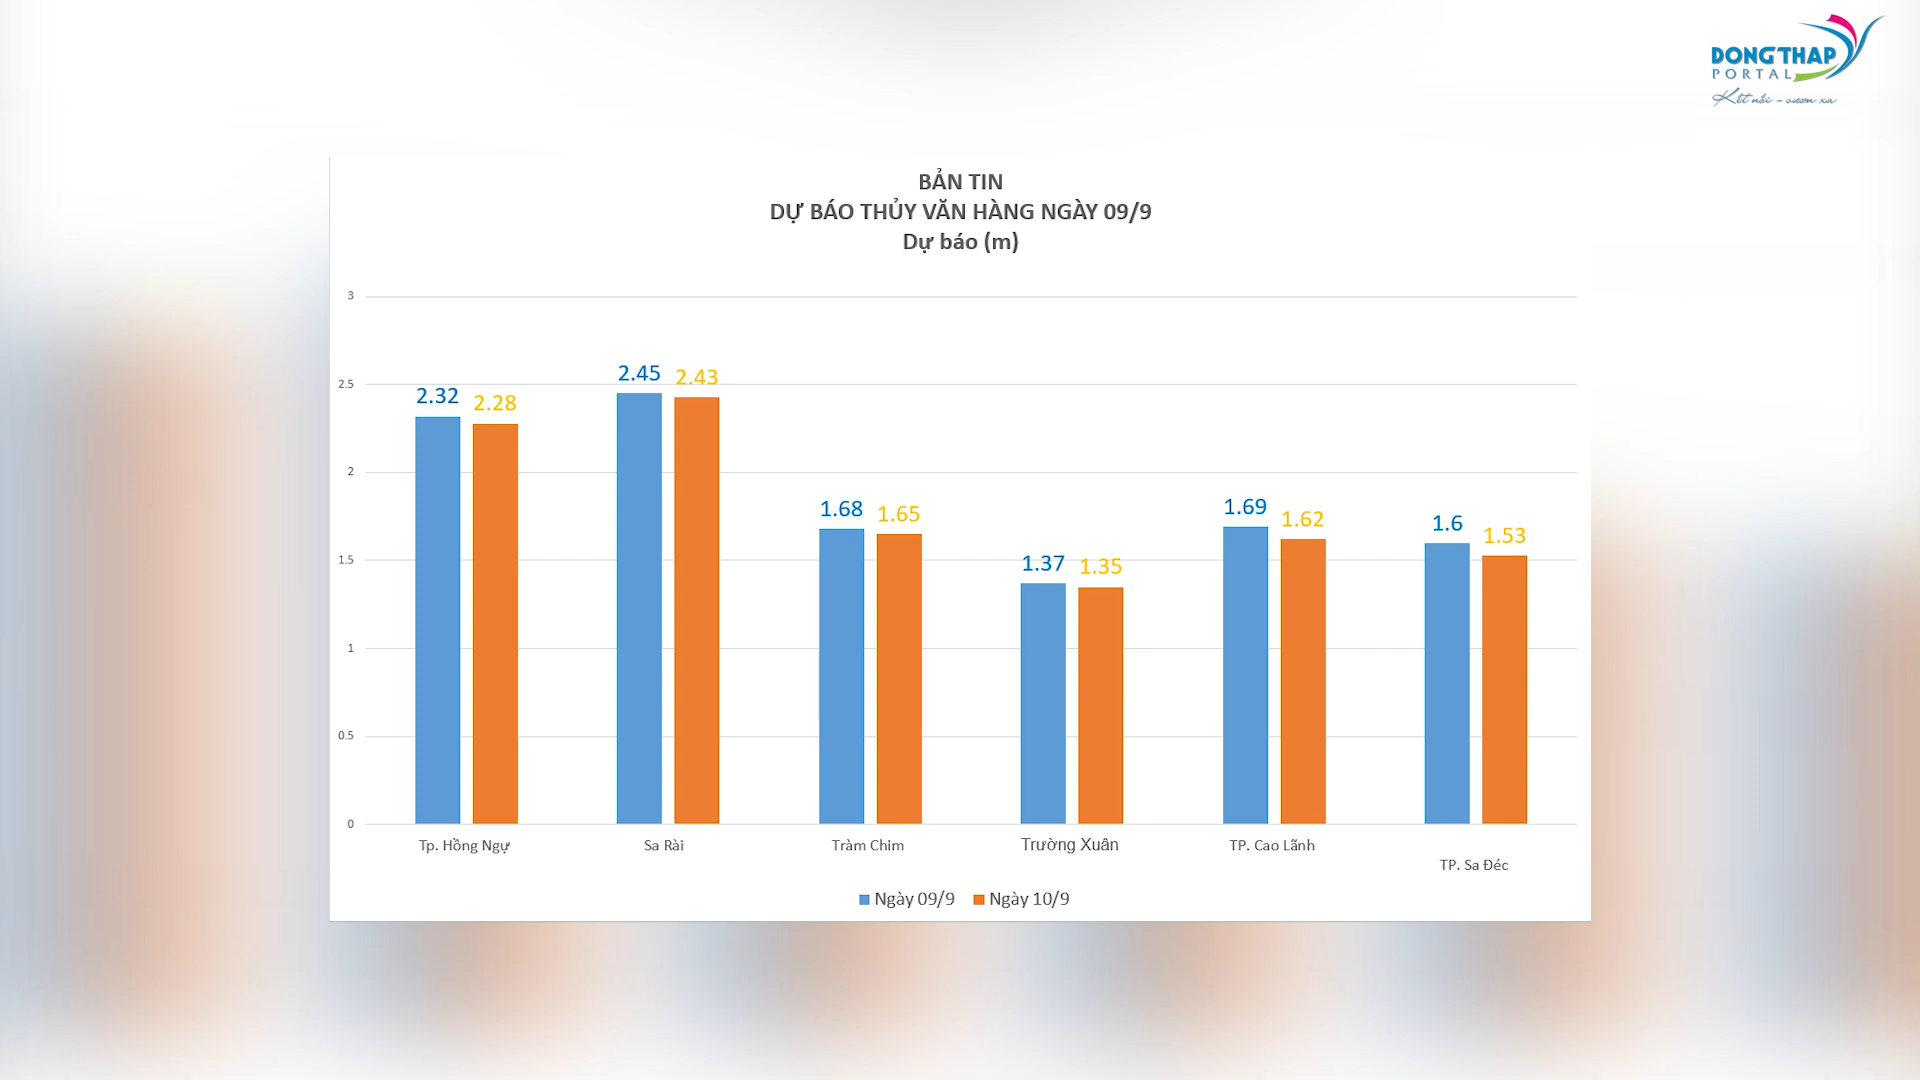 DONGTHAP
PORTAL
Kết nối - vươn xa
BẢN TIN
DỰ BÁO THỦY VĂN HÀNG NGÀY 09/9
Dự báo (m)
3
2.5
2
1.5
1
0.5
0
2.32 2.28
2.45 2.43
1.68 1.65
1.37 1.35
1.69 1.62
1.6 1.53
Tp. Hồng Ngự
Sa Rài
Tràm Chim
Trường Xuân
TP. Cao Lãnh
TP. Sa Đéc
Ngày 09/9 Ngày 10/9